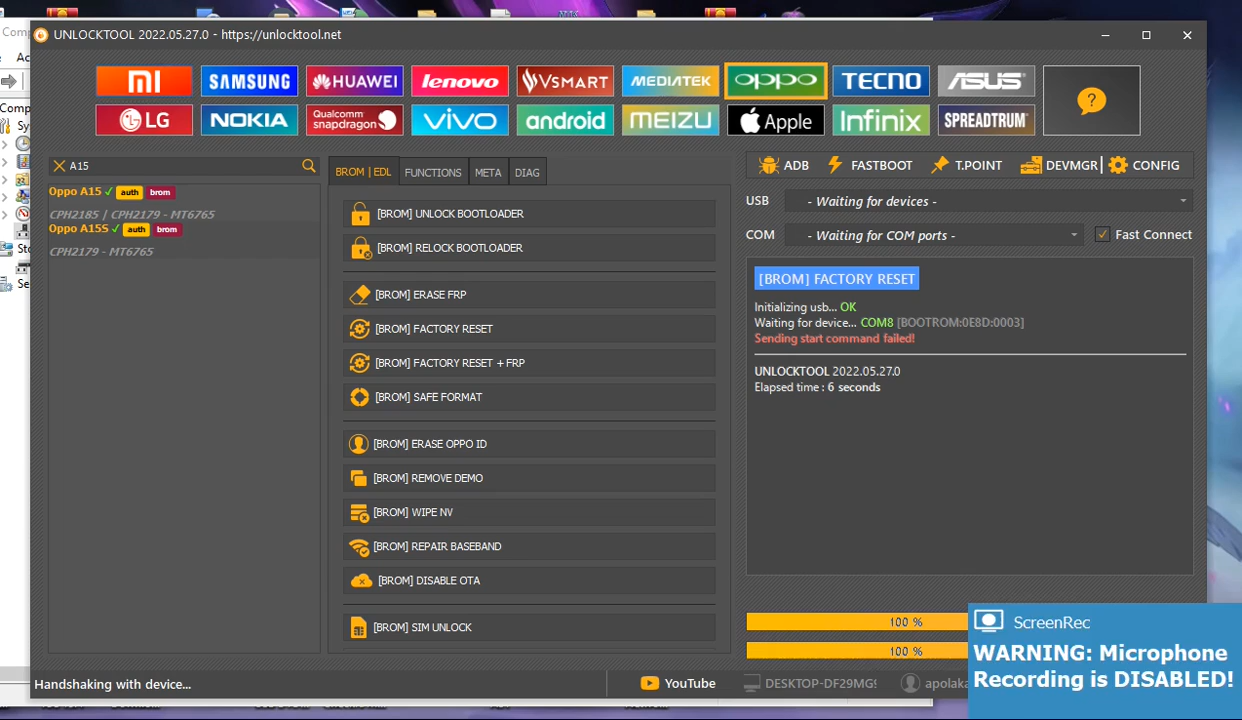 UNLOCKTOOL 2022.05.27.0 - https://unlocktool.net
MI SAMSUNG HUAWEI lenovo VSMART MEDIATEK OPPO TECNO ASUS ?
LG NOKIA Qualcomm snapdragon VIVO android MEIZU Apple Infinix SPREADTRUM
A15
Oppo A15 ✓ auth brom
CPH2185 | CPH2179 - MT6765
Oppo A15S ✓ auth brom
CPH2179 - MT6765
BROM | EDL FUNCTIONS META DIAG
[BROM] UNLOCK BOOTLOADER
[BROM] RELOCK BOOTLOADER
[BROM] ERASE FRP
[BROM] FACTORY RESET
[BROM] FACTORY RESET + FRP
[BROM] SAFE FORMAT
[BROM] ERASE OPPO ID
[BROM] REMOVE DEMO
[BROM] WIPE NV
[BROM] REPAIR BASEBAND
[BROM] DISABLE OTA
[BROM] SIM UNLOCK
ADB FASTBOOT T.POINT DEVMGR CONFIG
USB - Waiting for devices -
COM - Waiting for COM ports - Fast Connect
[BROM] FACTORY RESET
Initializing usb... OK
Waiting for device... COM8 [BOOTROM:0E8D:0003]
Sending start command failed!
UNLOCKTOOL 2022.05.27.0
Elapsed time : 6 seconds
100 %
100 %
ScreenRec
WARNING: Microphone
Recording is DISABLED!
Handshaking with device...
YouTube
DESKTOP-DF29MG
apolaka